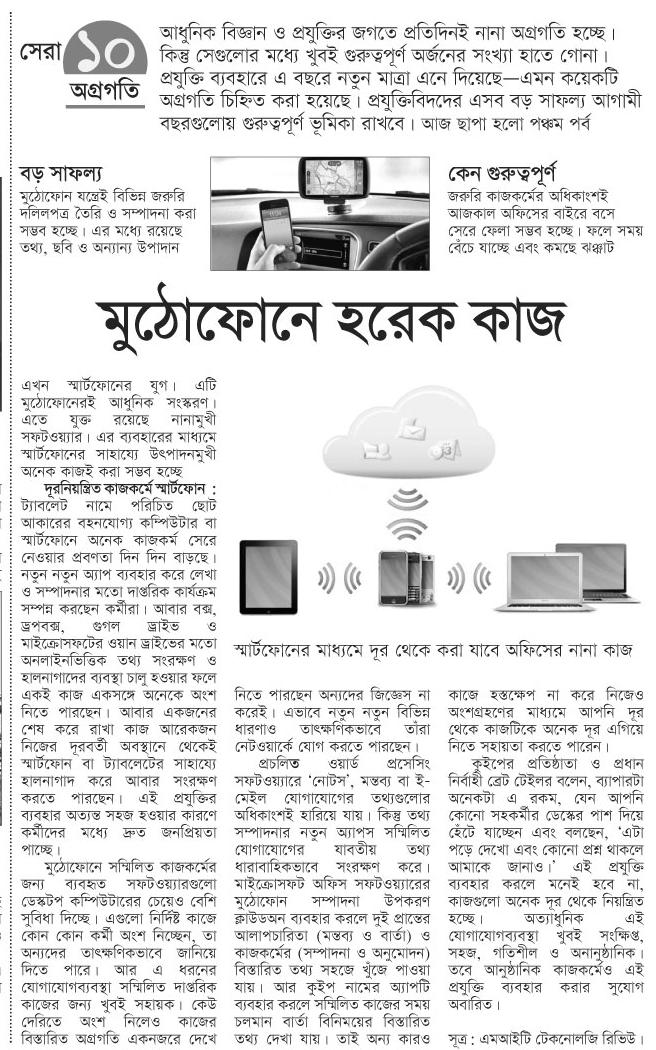 সেরা
১০
অগ্রগতি
আধুনিক বিজ্ঞান ও প্রযুক্তির জগতে প্রতিদিনই নানা অগ্রগতি হচ্ছে।
কিন্তু সেগুলোর মধ্যে খুবই গুরুত্বপূর্ণ অর্জনের সংখ্যা হাতে গোনা।
প্রযুক্তি ব্যবহারে এ বছরে নতুন মাত্রা এনে দিয়েছে—এমন কয়েকটি
অগ্রগতি চিহ্নিত করা হয়েছে। প্রযুক্তিবিদদের এসব বড় সাফল্য আগামী
বছরগুলোয় গুরুত্বপূর্ণ ভূমিকা রাখবে। আজ ছাপা হলো পঞ্চম পর্ব
বড় সাফল্য
মুঠোফোন যন্ত্রেই বিভিন্ন জরুরি
দলিলপত্র তৈরি ও সম্পাদনা করা
সম্ভব হচ্ছে। এর মধ্যে রয়েছে
তথ্য, ছবি ও অন্যান্য উপাদান
কেন গুরুত্বপূর্ণ
জরুরি কাজকর্মের অধিকাংশই
আজকাল অফিসের বাইরে বসে
সেরে ফেলা সম্ভব হচ্ছে। ফলে সময়
বেঁচে যাচ্ছে এবং কমছে ঝক্কাট
মুঠোফোনে হরেক কাজ
এখন স্মার্টফোনের যুগ। এটি
মুঠোফোনেরই আধুনিক সংস্করণ।
এতে যুক্ত রয়েছে নানামুখী
সফটওয়্যার। এর ব্যবহারের মাধ্যমে
স্মার্টফোনের সাহায্যে উৎপাদনমুখী
অনেক কাজই করা সম্ভব হচ্ছে
দূরনিয়ন্ত্রিত কাজকর্মে স্মার্টফোন :
ট্যাবলেট নামে পরিচিত ছোট
আকারের বহনযোগ্য কম্পিউটার বা
স্মার্টফোনে অনেক কাজকর্ম সেরে
নেওয়ার প্রবণতা দিন দিন বাড়ছে।
নতুন নতুন অ্যাপ ব্যবহার করে লেখা
ও সম্পাদনার মতো দাপ্তরিক কার্যক্রম
সম্পন্ন করছেন কর্মীরা। আবার বক্স,
ড্রপবক্স, গুগল ড্রাইভ ও
মাইক্রোসফটের ওয়ান ড্রাইভের মতো
অনলাইনভিত্তিক তথ্য সংরক্ষণ ও
হালনাগাদের ব্যবস্থা চালু হওয়ার ফলে
একই কাজ একসঙ্গে অনেকে অংশ
নিতে পারছেন। আবার একজনের
শেষ করে রাখা কাজ আরেকজন
নিজের দূরবর্তী অবস্থানে থেকেই
স্মার্টফোন বা ট্যাবলেটের সাহায্যে
হালনাগাদ করে আবার সংরক্ষণ
করতে পারছেন। এই প্রযুক্তির
ব্যবহার অত্যন্ত সহজ হওয়ার কারণে
কর্মীদের মধ্যে দ্রুত জনপ্রিয়তা
পাচ্ছে।
মুঠোফোনে সম্মিলিত কাজকর্মের
জন্য ব্যবহৃত সফটওয়্যারগুলো
ডেস্কটপ কম্পিউটারের চেয়েও বেশি
সুবিধা দিচ্ছে। এগুলো নির্দিষ্ট কাজে
কোন কোন কর্মী অংশ নিচ্ছেন, তা
অন্যদের তাৎক্ষণিকভাবে জানিয়ে
দিতে পারে। আর এ ধরনের
যোগাযোগব্যবস্থা সম্মিলিত দাপ্তরিক
কাজের জন্য খুবই সহায়ক। কেউ
দেরিতে অংশ নিলেও কাজের
বিস্তারিত অগ্রগতি একনজরে দেখে
3
স্মার্টফোনের মাধ্যমে দূর থেকে করা যাবে অফিসের নানা কাজ
নিতে পারছেন অন্যদের জিজ্ঞেস না
করেই। এভাবে নতুন নতুন বিভিন্ন
ধারণাও তাৎক্ষণিকভাবে তাঁরা
নেটওয়ার্কে যোগ করতে পারছেন।
প্রচলিত ওয়ার্ড প্রসেসিং
সফটওয়্যারে ‘নোটস’, মন্তব্য বা ই-
মেইল যোগাযোগের তথ্যগুলোর
অধিকাংশই হারিয়ে যায়। কিন্তু তথ্য
সম্পাদনার নতুন অ্যাপস সম্মিলিত
যোগাযোগের যাবতীয় তথ্য
ধারাবাহিকভাবে সংরক্ষণ করে।
মাইক্রোসফট অফিস সফটওয়্যারের
মুঠোফোন সম্পাদনা উপকরণ
ক্লাউডঅন ব্যবহার করলে দুই প্রান্তের
আলাপচারিতা (মন্তব্য ও বার্তা) ও
কাজকর্মের (সম্পাদনা ও অনুমোদন)
বিস্তারিত তথ্য সহজে খুঁজে পাওয়া
যায়। আর কুইপ নামের অ্যাপটি
ব্যবহার করলে সম্মিলিত কাজের সময়
চলমান বার্তা বিনিময়ের বিস্তারিত
তথ্য দেখা যায়। তাই অন্য কারও
কাজে হস্তক্ষেপ না করে নিজেও
অংশগ্রহণের মাধ্যমে আপনি দূর
থেকে কাজটিকে অনেক দূর এগিয়ে
নিতে সহায়তা করতে পারেন।
কুইপের প্রতিষ্ঠাতা ও প্রধান
নির্বাহী ব্রেট টেইলর বলেন, ব্যাপারটা
অনেকটা এ রকম, যেন আপনি
কোনো সহকর্মীর ডেস্কের পাশ দিয়ে
হেঁটে যাচ্ছেন এবং বলছেন, ‘এটা
পড়ে দেখো এবং কোনো প্রশ্ন থাকলে
আমাকে জানাও।’ এই প্রযুক্তি
ব্যবহার করলে মনেই হবে না,
কাজগুলো অনেক দূর থেকে নিয়ন্ত্রিত
হচ্ছে। অত্যাধুনিক এই
যোগাযোগব্যবস্থা খুবই সংক্ষিপ্ত,
সহজ, গতিশীল ও অনানুষ্ঠানিক।
তবে আনুষ্ঠানিক কাজকর্মেও এই
প্রযুক্তি ব্যবহার করার সুযোগ
অবারিত।
সূত্র : এমআইটি টেকনোলজি রিভিউ।